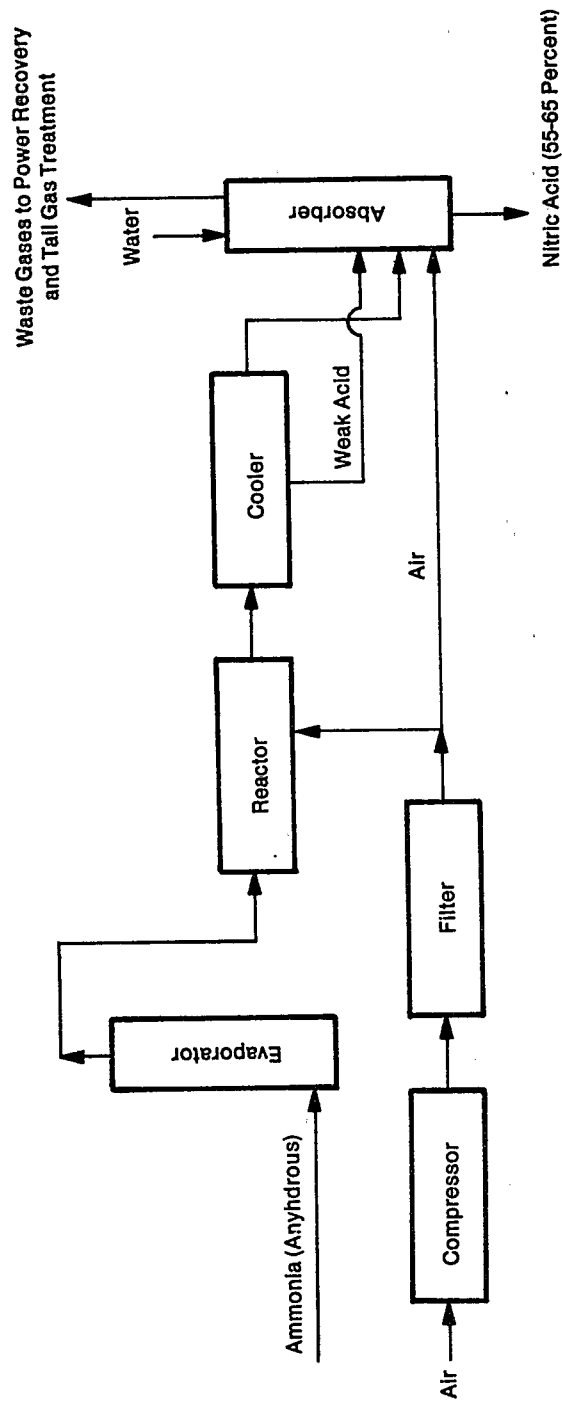 Waste Gases to Power Recovery
and Tail Gas Treatment
Water
Absorber
Nitric Acid (55-65 Percent)
Cooler
Weak Acid
Air
Reactor
Evaporator
Filter
Ammonia (Anyhdrous)
Compressor
Air